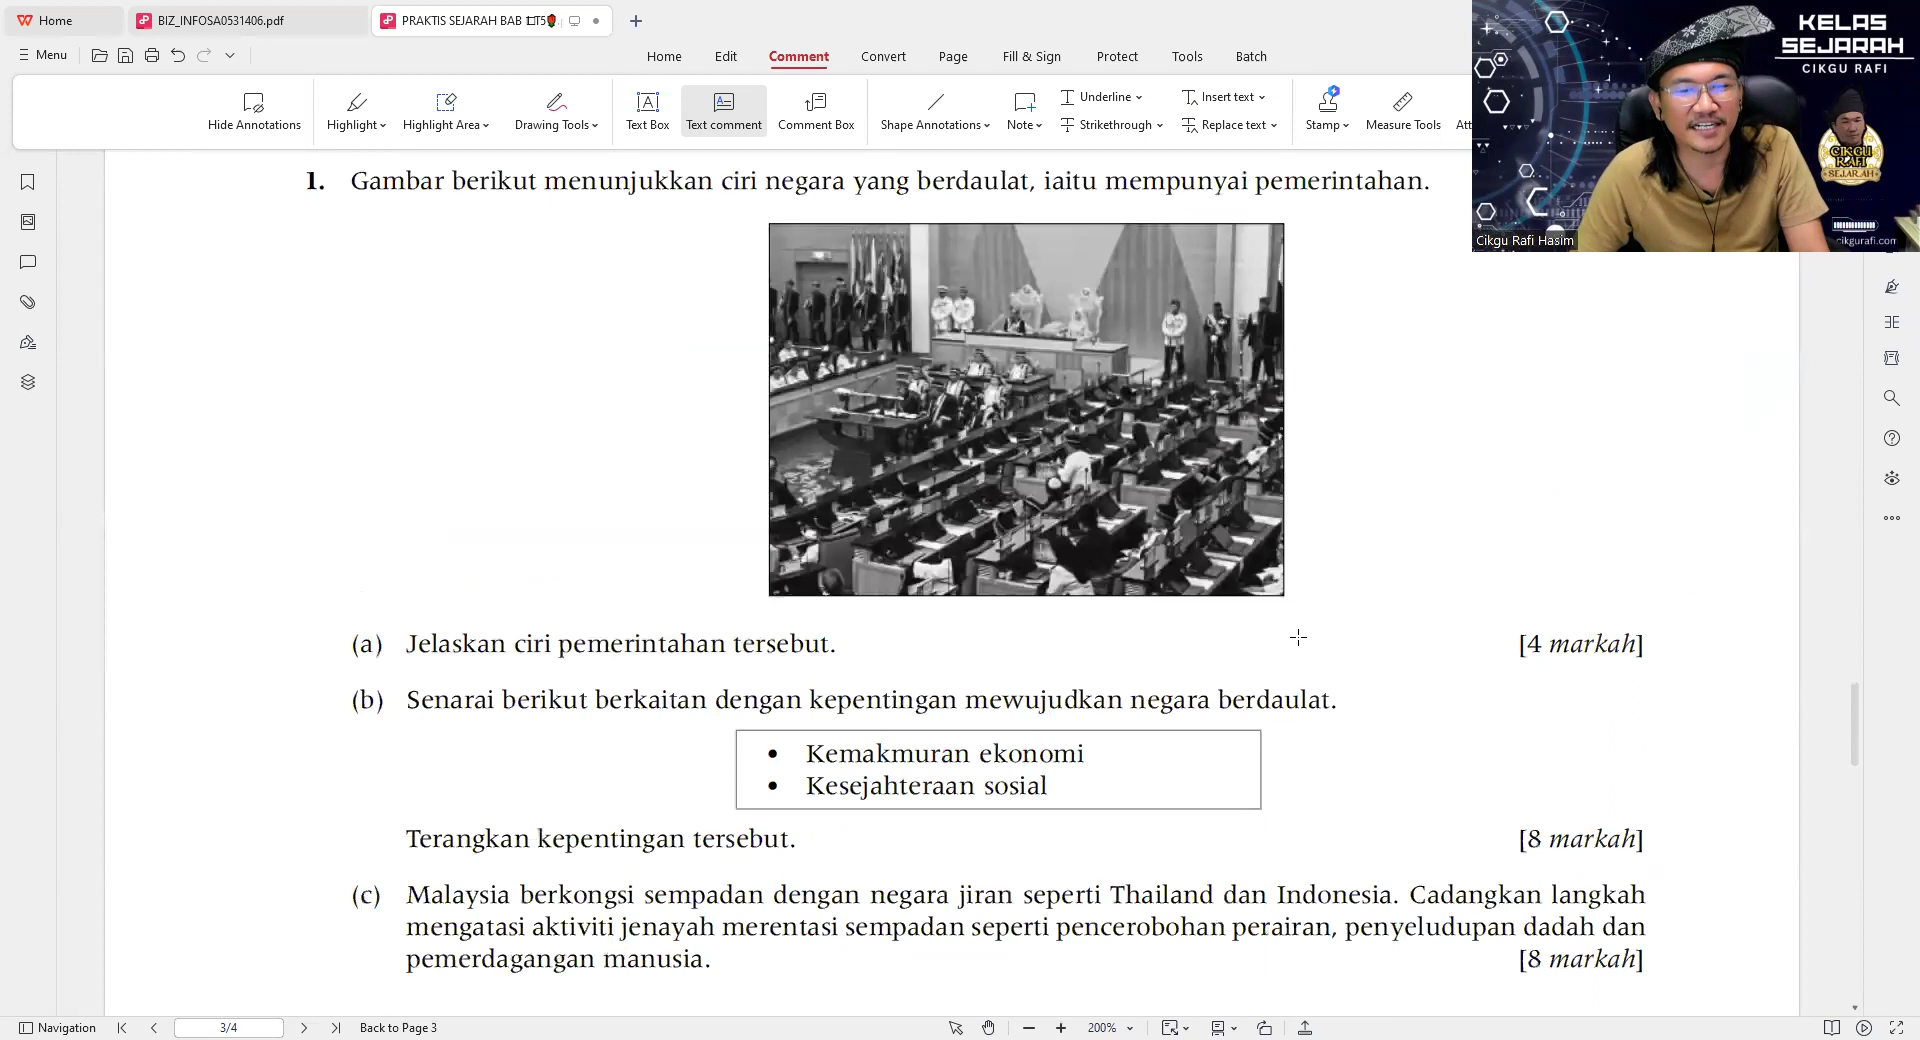 Home
BIZ_INFOSA0531406.pdf
PRAKTIS SEJARAH BAB 1 T5
Menu
Home Edit Comment Convert Page Fill & Sign Protect Tools Batch
Hide Annotations
Highlight
Highlight Area
Drawing Tools
Text Box
Text comment
Comment Box
Shape Annotations
Note
Underline
Strikethrough
Insert text
Replace text
Stamp
Measure Tools
Att
KELAS
SEJARAH
CIKGU RAFI
CIKGU
RAFI
SEJARAH
Cikgu Rafi Hasim
cikgurafi.com
1. Gambar berikut menunjukkan ciri negara yang berdaulat, iaitu mempunyai pemerintahan.
(a) Jelaskan ciri pemerintahan tersebut. [4 markah]
(b) Senarai berikut berkaitan dengan kepentingan mewujudkan negara berdaulat.
• Kemakmuran ekonomi
• Kesejahteraan sosial
Terangkan kepentingan tersebut. [8 markah]
(c) Malaysia berkongsi sempadan dengan negara jiran seperti Thailand dan Indonesia. Cadangkan langkah
mengatasi aktiviti jenayah merentasi sempadan seperti pencerobohan perairan, penyeludupan dadah dan
pemerdagangan manusia. [8 markah]
Navigation
3/4
Back to Page 3
200%